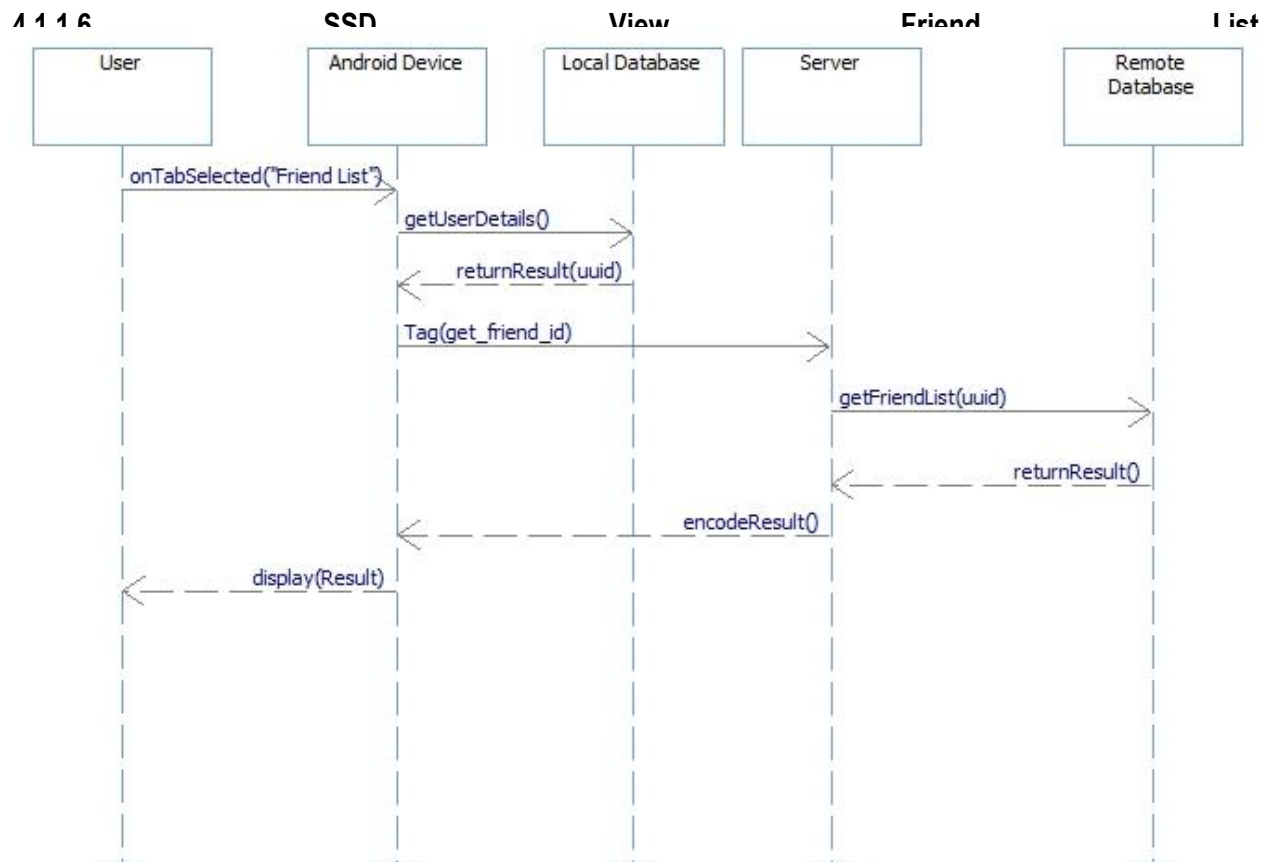 4.1.1.6 SSD View Friend List
User
Android Device
Local Database
Server
Remote
Database
onTabSelected("Friend List")
getUserDetails()
returnResult(uuid)
Tag(get_friend_id)
getFriendList(uuid)
returnResult()
encodeResult()
display(Result)